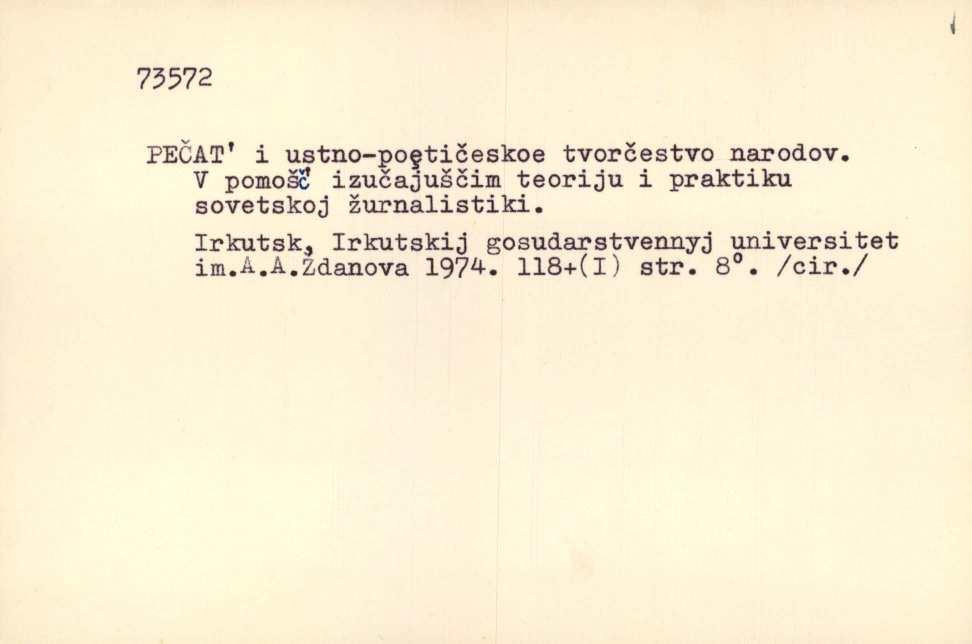 73572
PEČAT' i ustno-poętičeskoe tvorčestvo narodov.
V pomošč' izučajuščim teoriju i praktiku
sovetskoj žurnalistiki.
Irkutsk, Irkutskij gosudarstvennyj universitet
im.A.A.Ždanova 1974. 118+(I) str. 8°. /cir./